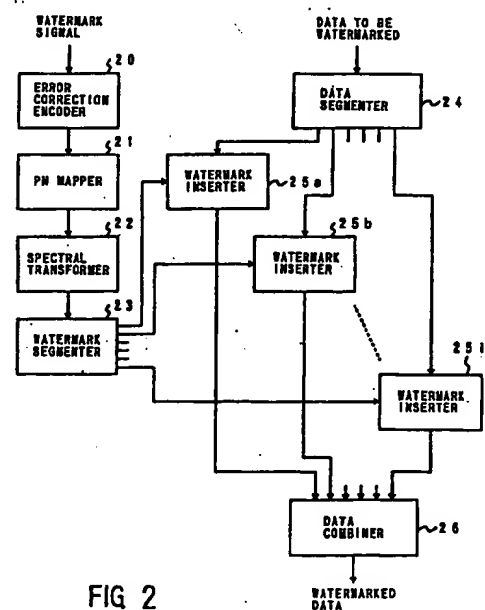 WATERMARK
SIGNAL
DATA TO BE
WATERMARKED
20
ERROR
CORRECTION
ENCODER
DATA
SEGMENTER
24
21
PN MAPPER
WATERMARK
INSERTER
25a
22
SPECTRAL
TRANSFORMER
25b
WATERMARK
INSERTER
23
WATERMARK
SEGMENTER
25i
WATERMARK
INSERTER
DATA
COMBINER
26
FIG 2
WATERMARKED
DATA